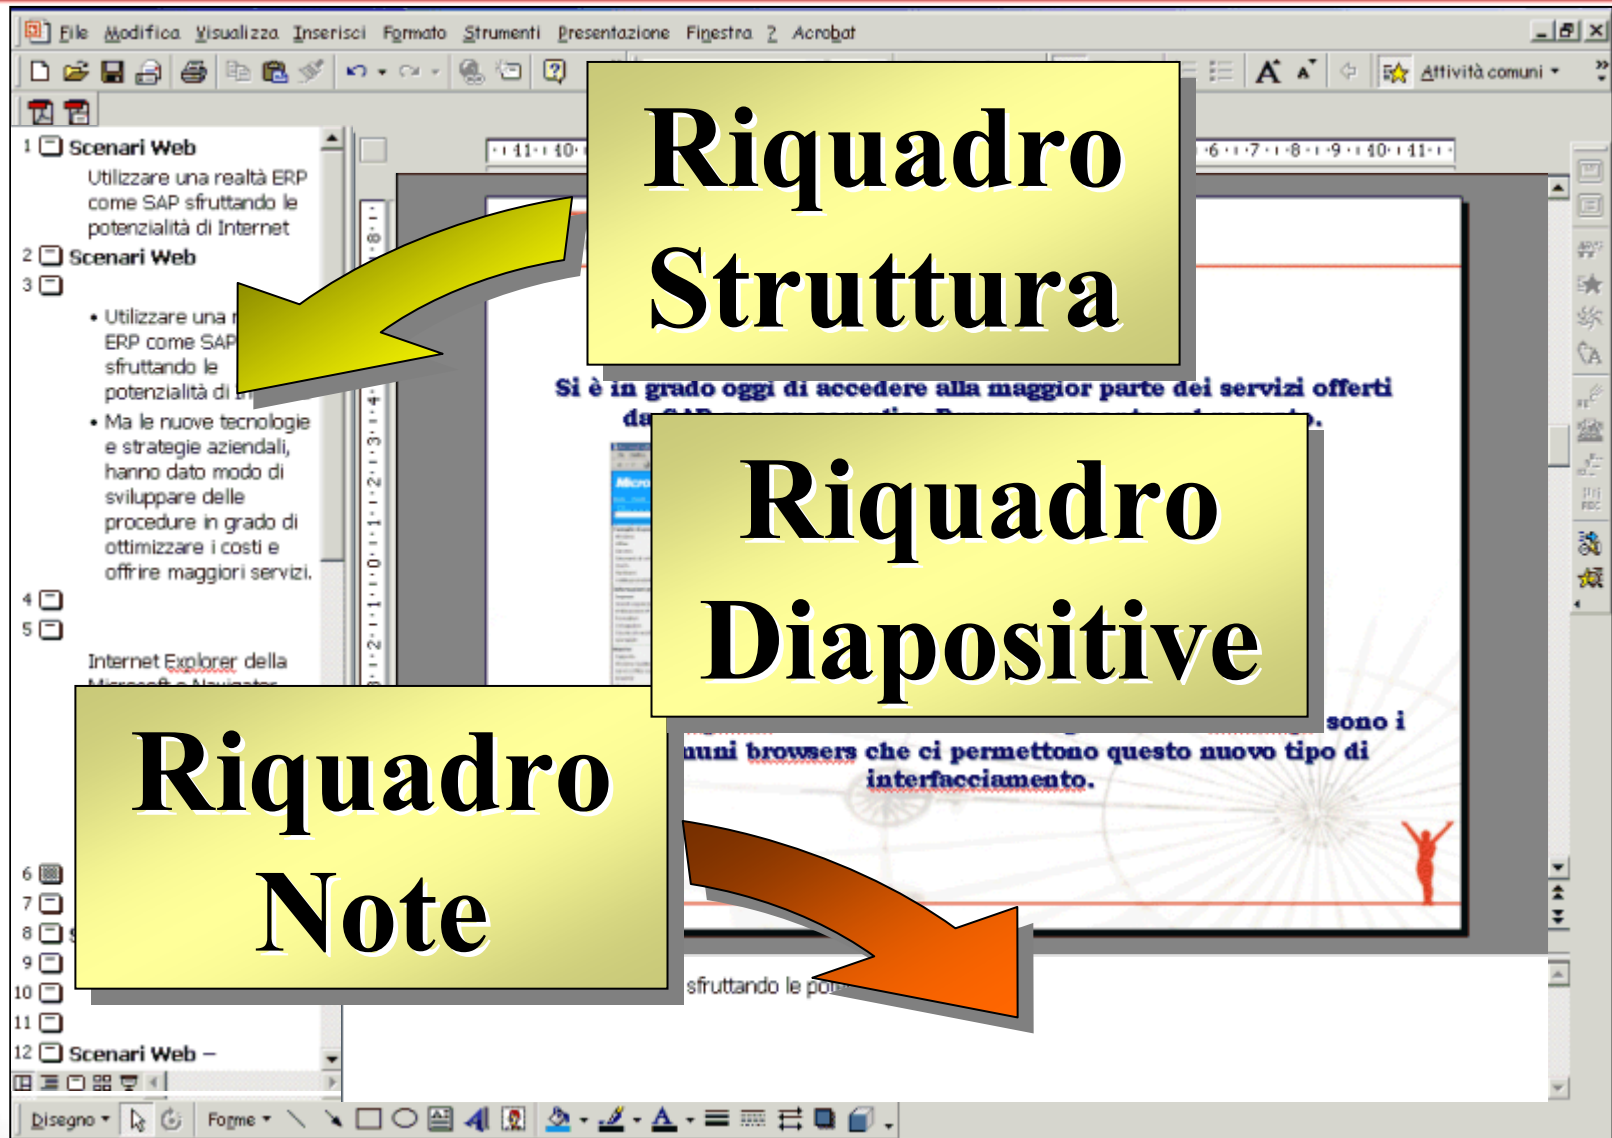 File Modifica Visualizza Inserisci Formato Strumenti Presentazione Finestra ? Acrobat
Attività comuni
1 Scenari Web
Utilizzare una realtà ERP
come SAP sfruttando le
potenzialità di Internet
2 Scenari Web
3
• Utilizzare una
ERP come SAP
sfruttando le
potenzialità di
• Ma le nuove tecnologie
e strategie aziendali,
hanno dato modo di
sviluppare delle
procedure in grado di
ottimizzare i costi e
offrire maggiori servizi.
4
5
Internet Explorer della
Microsoft o Navigator
6
7
8
9
10
11
12 Scenari Web –
Riquadro
Struttura
Si è in grado oggi di accedere alla maggior parte dei servizi offerti
Riquadro
Diapositive
sono i
browsers che ci permettono questo nuovo tipo di
interfacciamento.
Riquadro
Note
sfruttando le
Disegno Forme